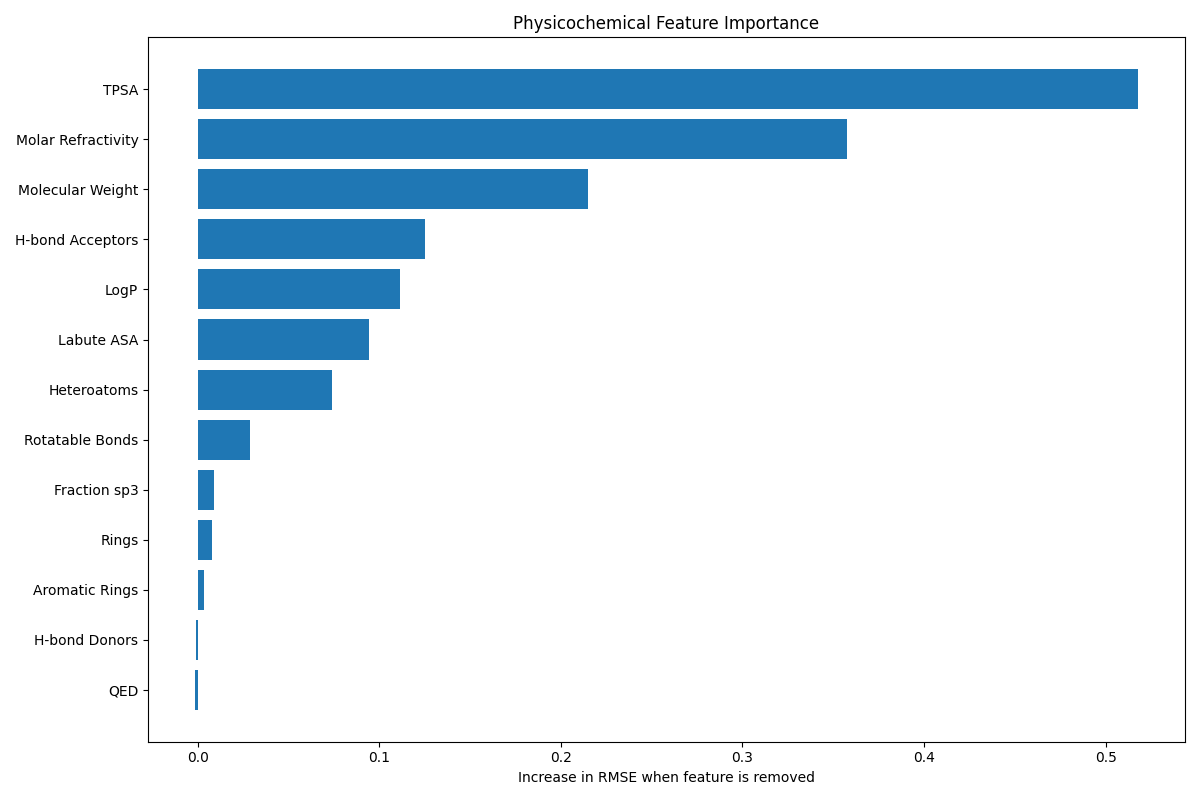 Physicochemical Feature Importance
TPSA
Molar Refractivity
Molecular Weight
H-bond Acceptors
LogP
Labute ASA
Heteroatoms
Rotatable Bonds
Fraction sp3
Rings
Aromatic Rings
H-bond Donors
QED
0.0 0.1 0.2 0.3 0.4 0.5
Increase in RMSE when feature is removed